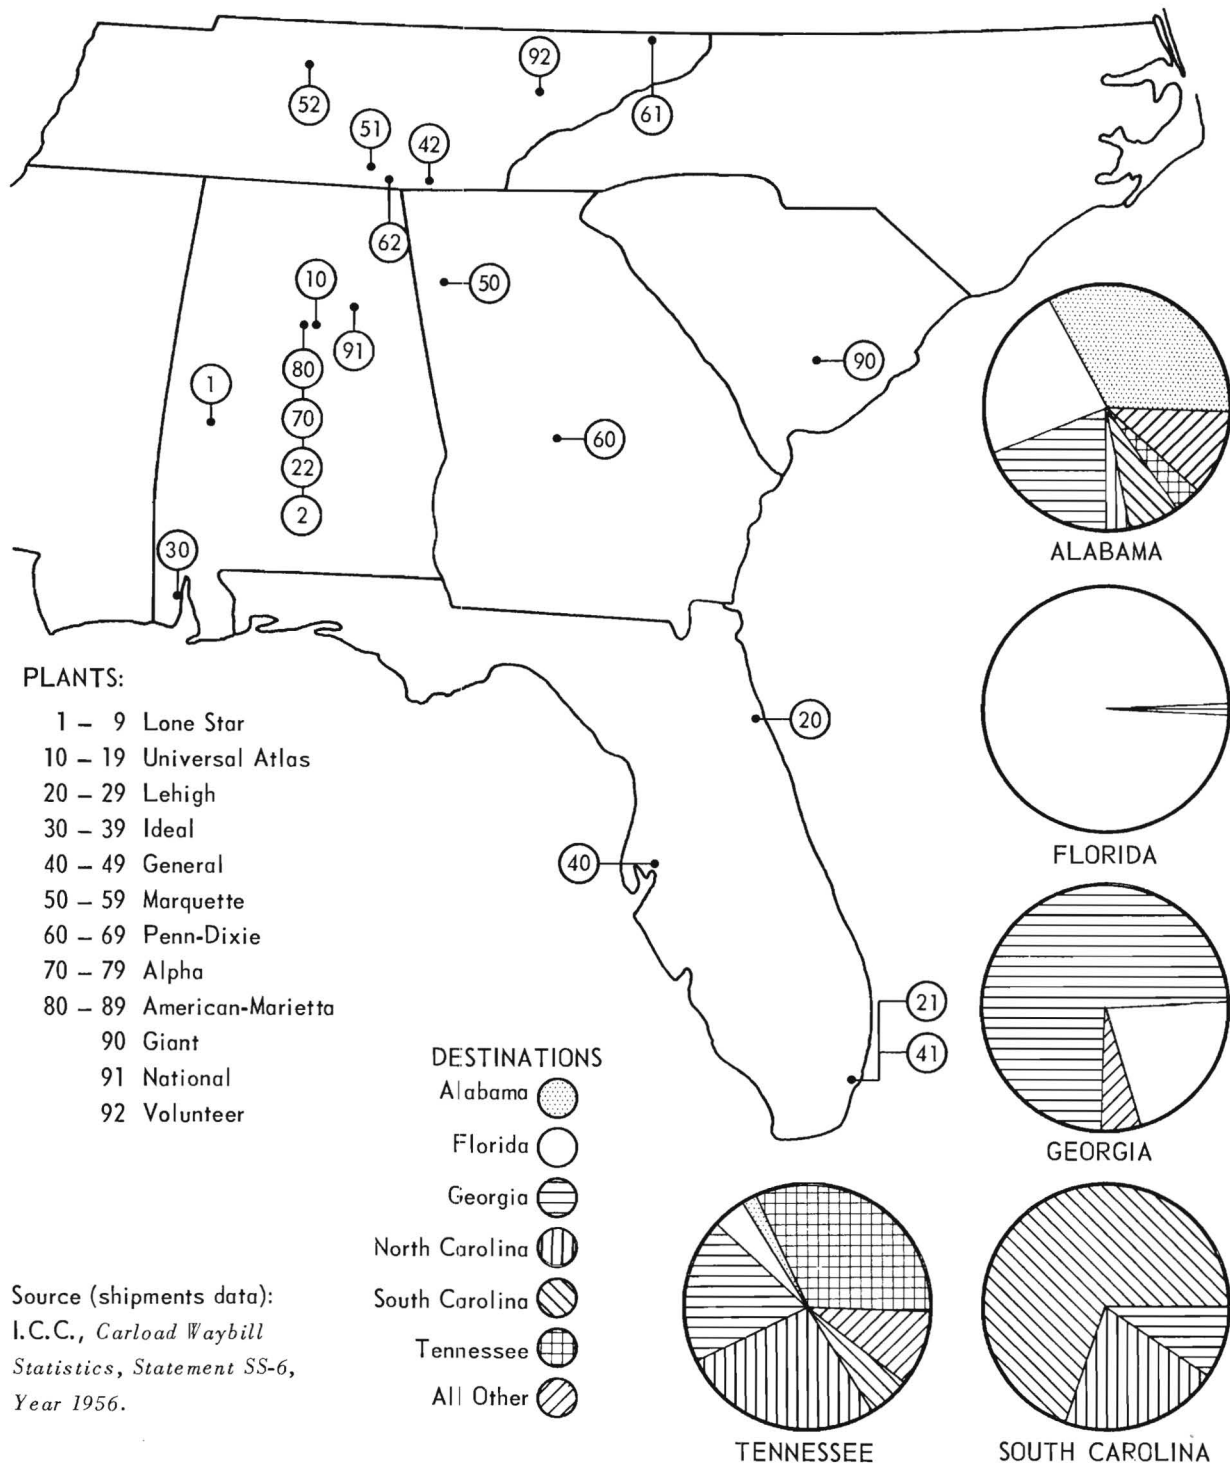 92
52
61
51
42
62
10
50
91
80
90
1
70
60
22
2
30
ALABAMA
PLANTS:
1 – 9 Lone Star
10 – 19 Universal Atlas
20 – 29 Lehigh
30 – 39 Ideal
40 – 49 General
50 – 59 Marquette
60 – 69 Penn-Dixie
70 – 79 Alpha
80 – 89 American-Marietta
90 Giant
91 National
92 Volunteer
20
40
21
41
FLORIDA
GEORGIA
DESTINATIONS
Alabama
Florida
Georgia
North Carolina
South Carolina
Tennessee
All Other
Source (shipments data):
I.C.C., Carload Waybill
Statistics, Statement SS-6,
Year 1956.
TENNESSEE
SOUTH CAROLINA